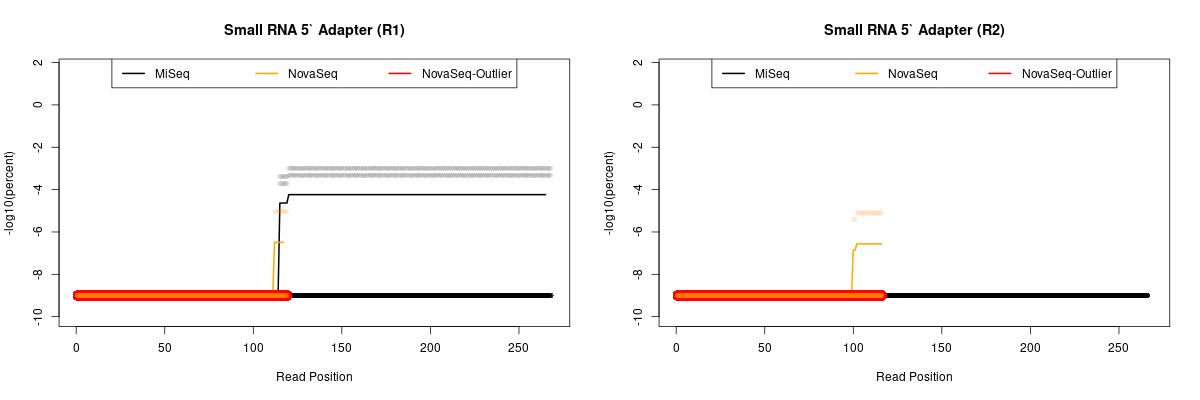 Small RNA 5` Adapter (R1)
MiSeq NovaSeq NovaSeq-Outlier
2
0
-2
-4
-6
-8
-10
-log10(percent)
0 50 100 150 200 250
Read Position
Small RNA 5` Adapter (R2)
MiSeq NovaSeq NovaSeq-Outlier
2
0
-2
-4
-6
-8
-10
-log10(percent)
0 50 100 150 200 250
Read Position